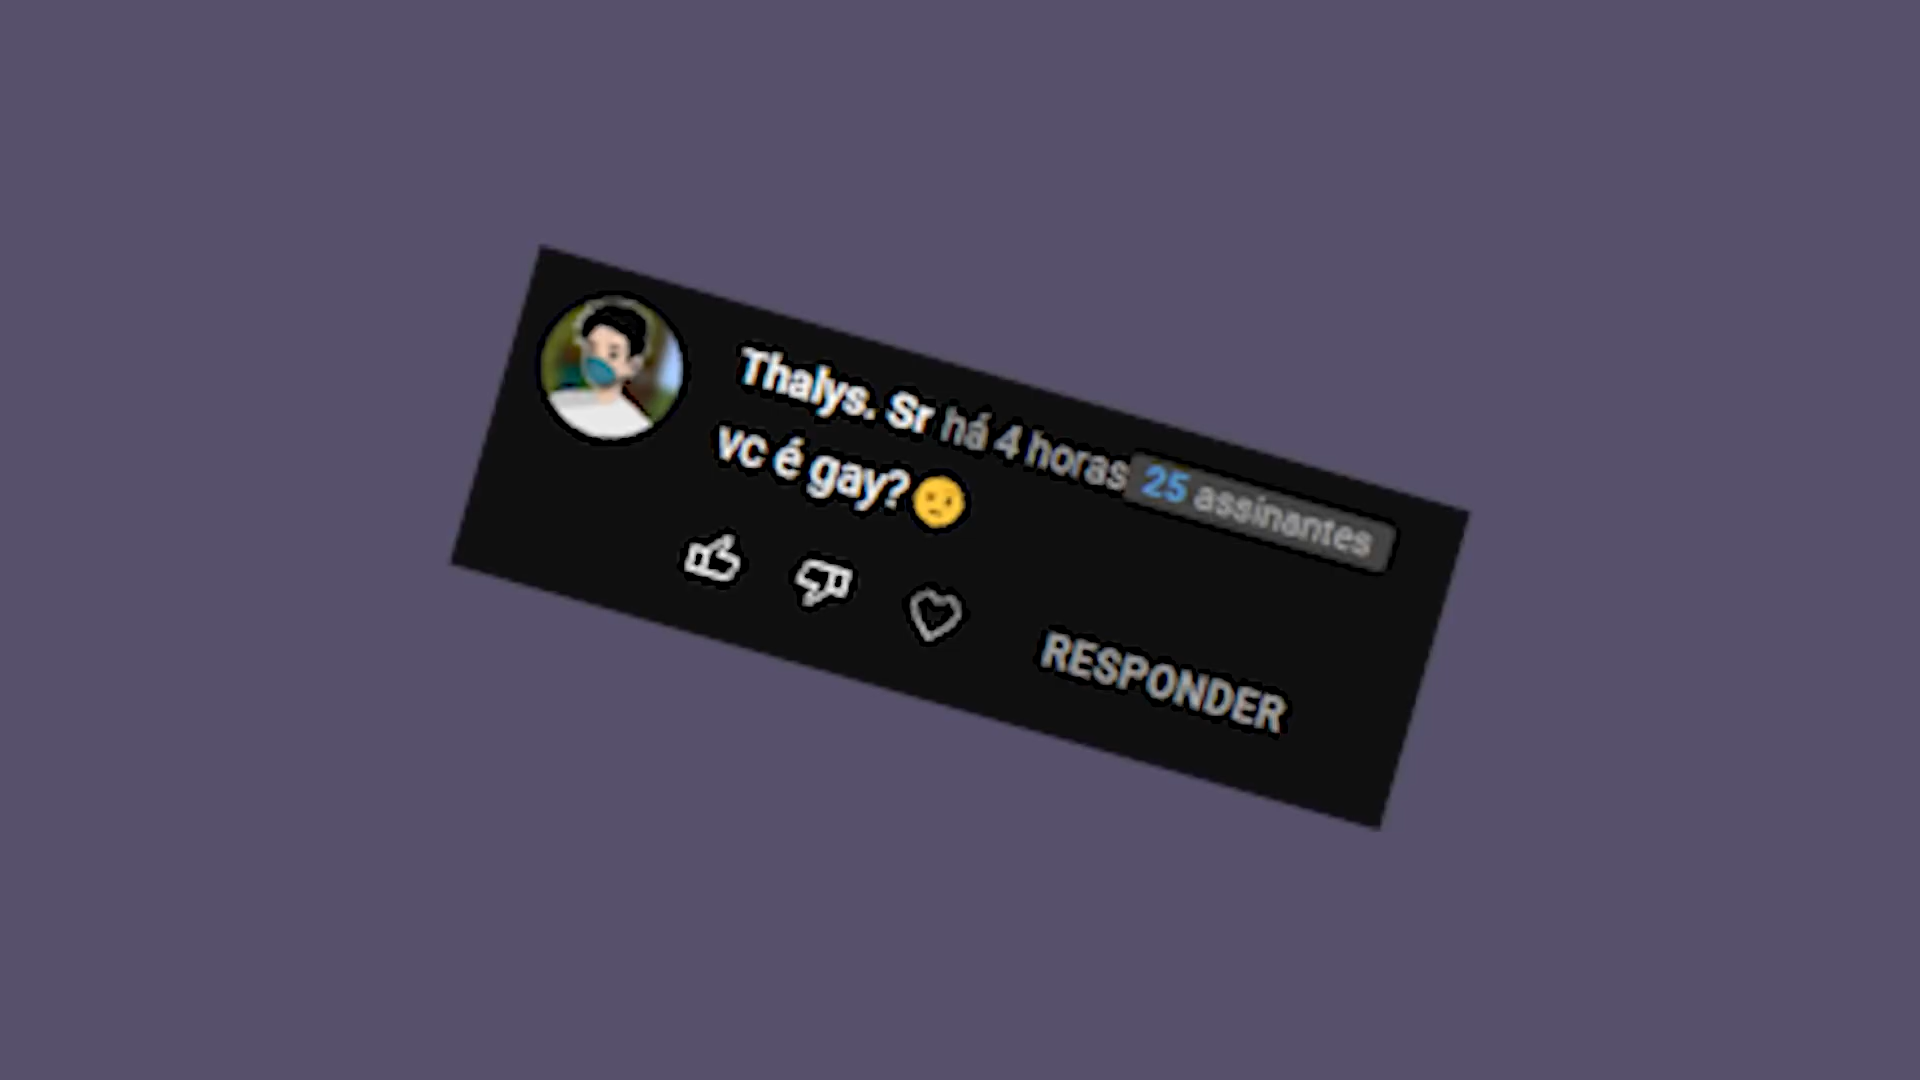 Thalys. Sr há 4 horas 25 assinantes
vc é gay?🫤
RESPONDER